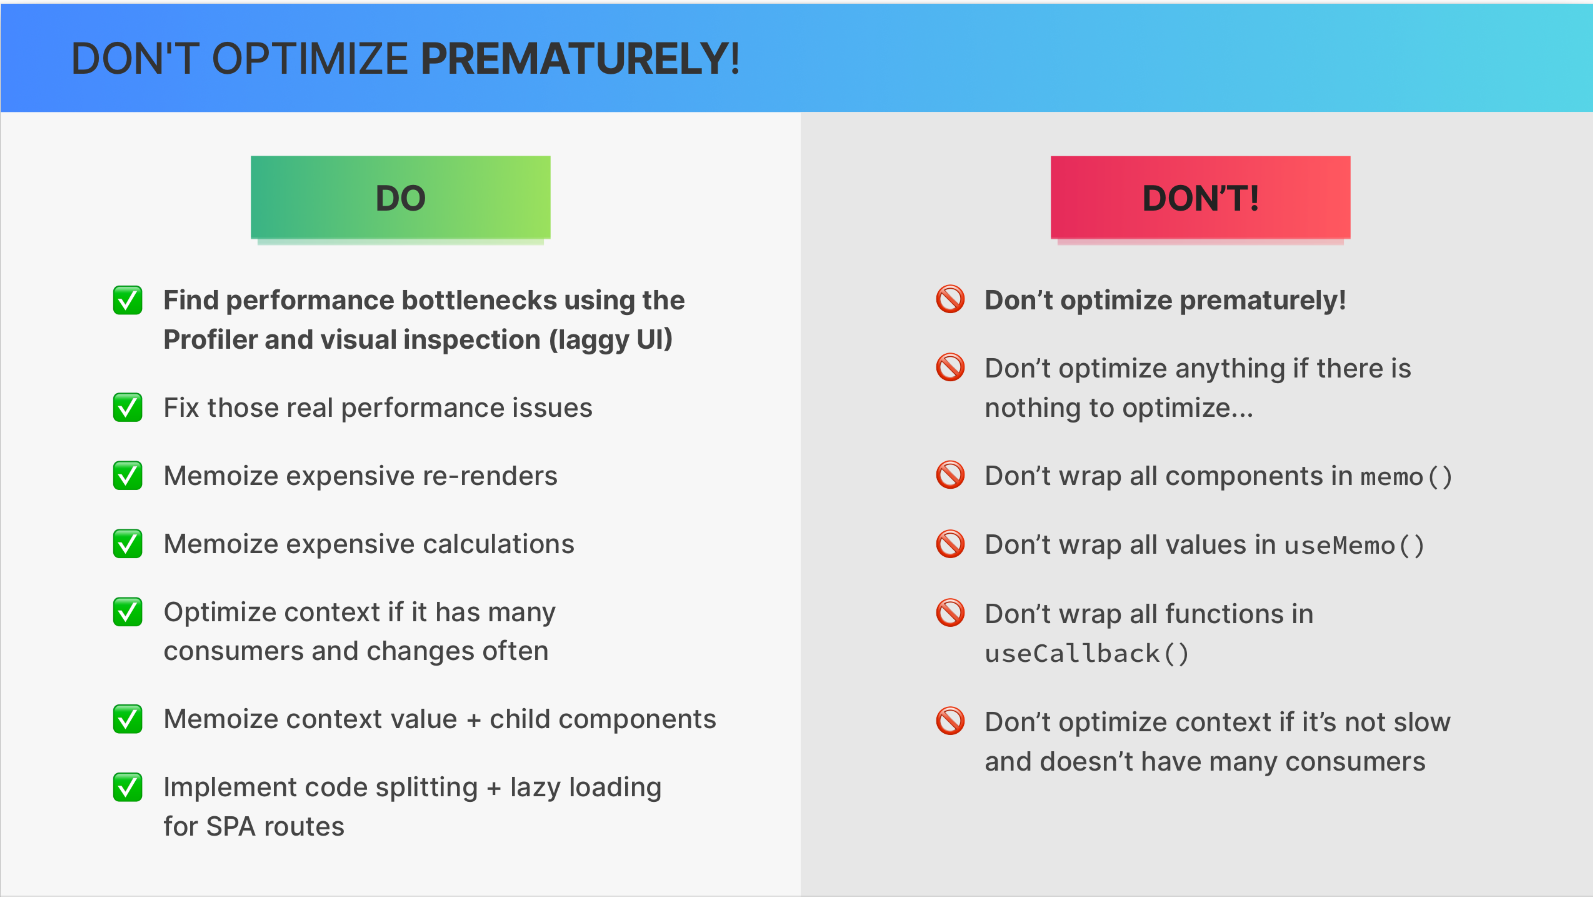 DON'T OPTIMIZE PREMATURELY!
DO
✅ Find performance bottlenecks using the
Profiler and visual inspection (laggy UI)
✅ Fix those real performance issues
✅ Memoize expensive re-renders
✅ Memoize expensive calculations
✅ Optimize context if it has many
consumers and changes often
✅ Memoize context value + child components
✅ Implement code splitting + lazy loading
for SPA routes
DON’T!
🚫 Don’t optimize prematurely!
🚫 Don’t optimize anything if there is
nothing to optimize...
🚫 Don’t wrap all components in memo()
🚫 Don’t wrap all values in useMemo()
🚫 Don’t wrap all functions in
useCallback()
🚫 Don’t optimize context if it’s not slow
and doesn’t have many consumers